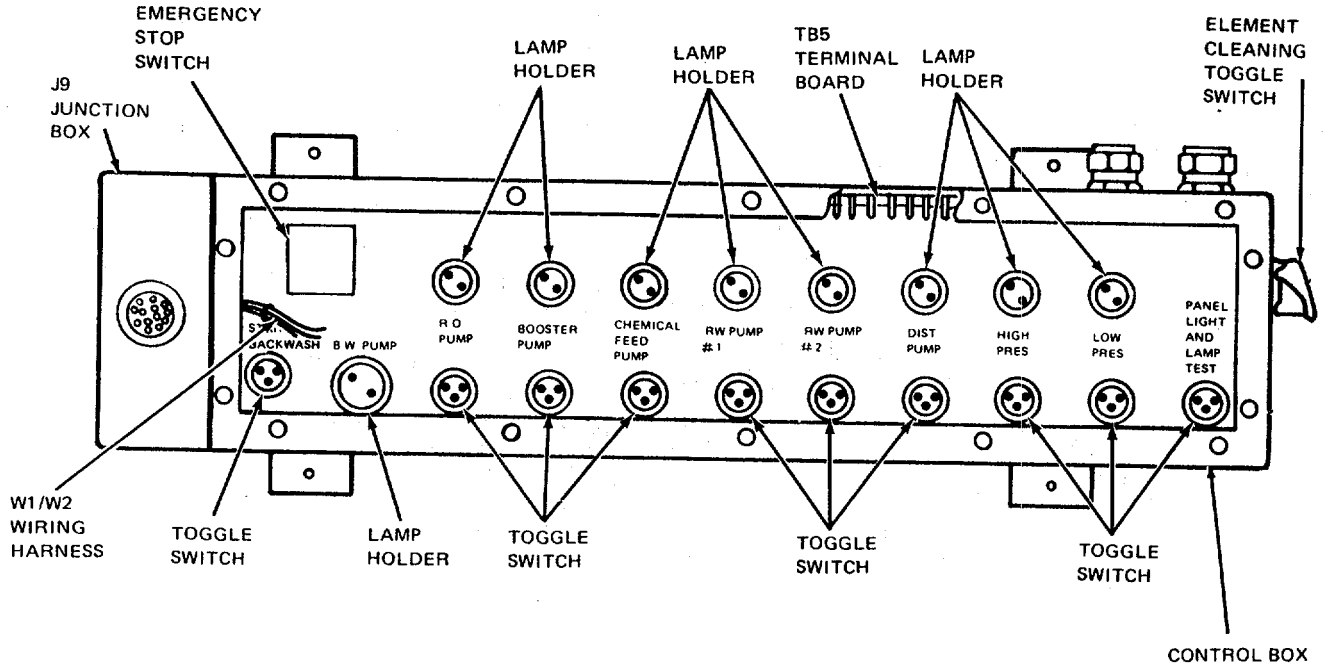 EMERGENCY
STOP
SWITCH
J9
JUNCTION
BOX
LAMP
HOLDER
LAMP
HOLDER
TB5
TERMINAL
BOARD
LAMP
HOLDER
ELEMENT
CLEANING
TOGGLE
SWITCH
BACKWASH
B W PUMP
R O
PUMP
BOOSTER
PUMP
CHEMICAL
FEED
PUMP
RW PUMP
#1
RW PUMP
#2
DIST
PUMP
HIGH
PRES
LOW
PRES
PANEL
LIGHT
AND
LAMP
TEST
W1/W2
WIRING
HARNESS
TOGGLE
SWITCH
LAMP
HOLDER
TOGGLE
SWITCH
TOGGLE
SWITCH
TOGGLE
SWITCH
CONTROL BOX